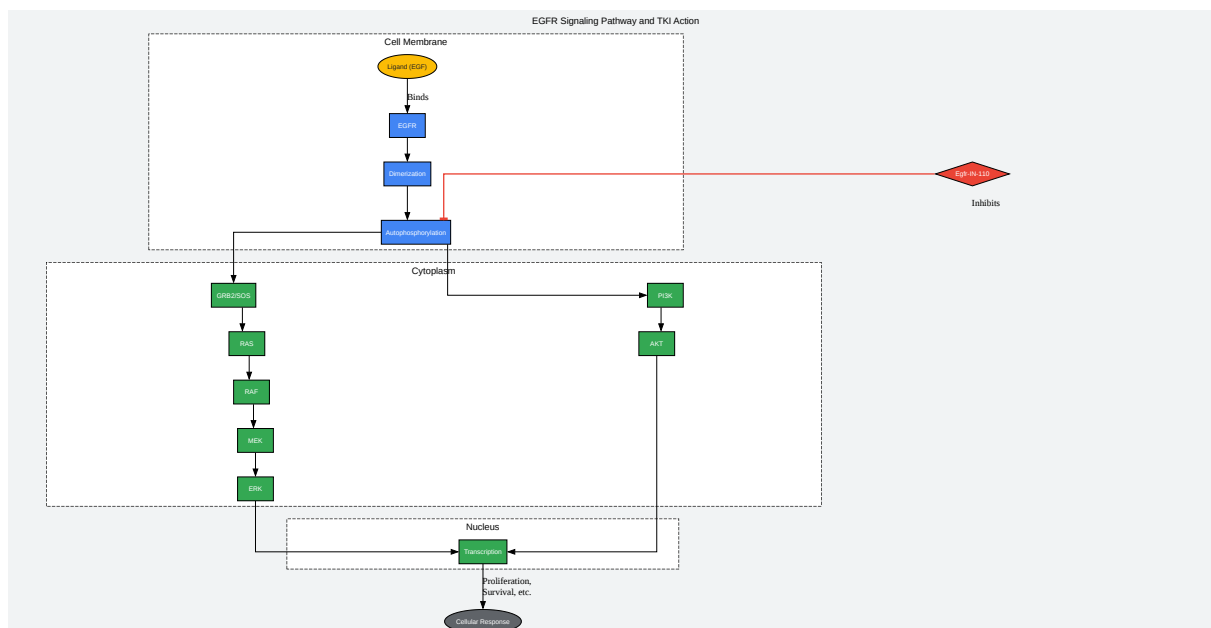 EGFR Signaling Pathway and TKI Action
Cell Membrane
Ligand (EGF)
Binds
EGFR
Dimerization
Egfr-IN-110
Inhibits
Autophosphorylation
Cytoplasm
GRB2/SOS
PI3K
RAS
AKT
RAF
MEK
ERK
Nucleus
Transcription
Proliferation,
Survival, etc.
Cellular Response